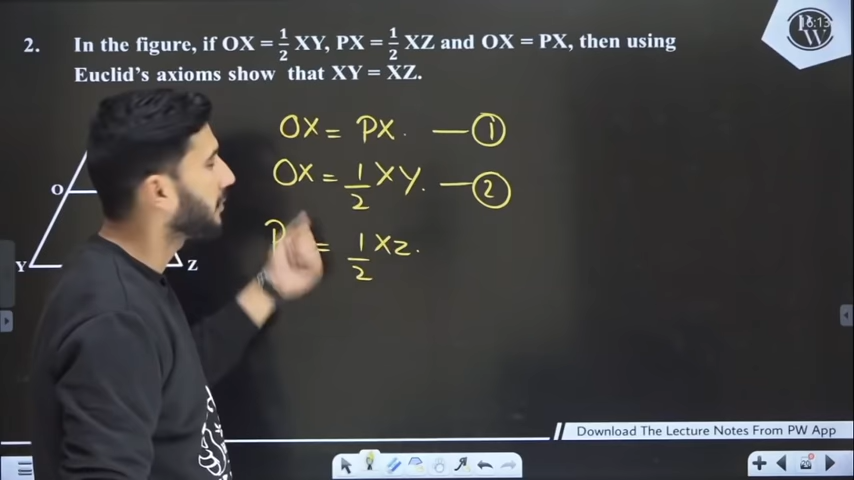 16:13
2. In the figure, if OX = 1/2 XY, PX = 1/2 XZ and OX = PX, then using
Euclid's axioms show that XY = XZ.
OX = PX. — 1
OX = 1/2 XY. — 2
P = 1/2 XZ.
O
Y
Z
Download The Lecture Notes From PW App